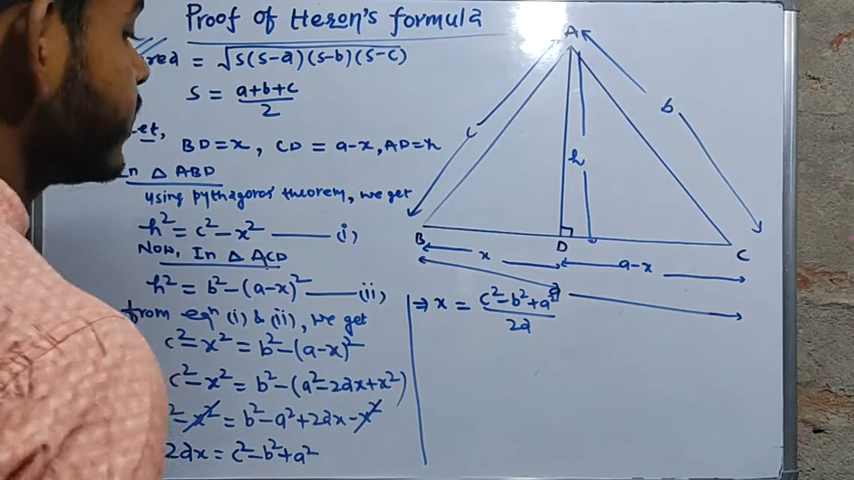 Proof of Heron's formula
= √s(s-a)(s-b)(s-c)
s = a+b+c / 2
BD=x, CD = a-x, AD=h
In △ ABD
using pythagoras' theorem, we get
h² = c²-x² —— (i),
Now, In △ ACD
h² = b²-(a-x)² —— (ii),
from eqⁿ (i) & (ii), we get
c²-x² = b²-(a-x)²
c²-x² = b²-(a²-2ax+x²)
-x² = b²-a²+2ax-x²
2ax = c²-b²+a²
⇒ x = c²-b²+a² / 2a
A
c
b
h
B
D
C
x
a-x
a